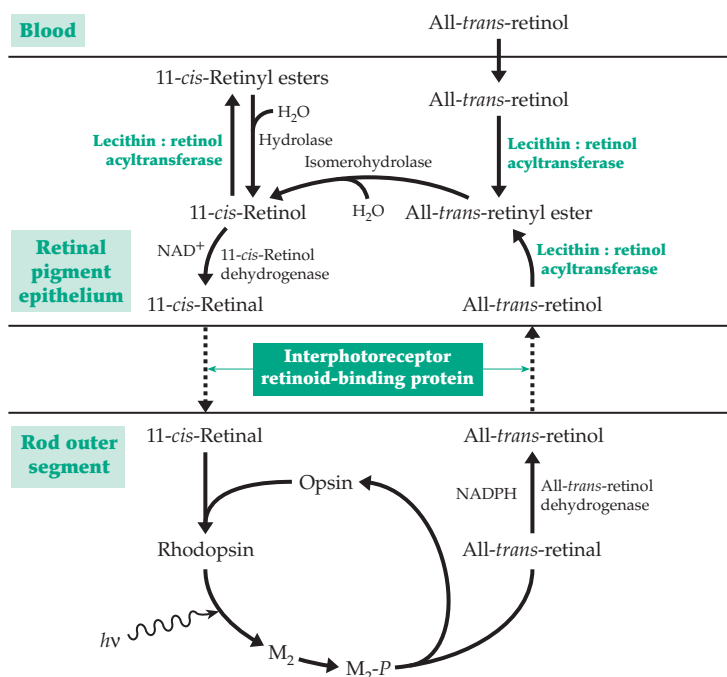 Blood
All-trans-retinol
11-cis-Retinyl esters
All-trans-retinol
H₂O
Lecithin : retinol
acyltransferase
Hydrolase
Lecithin : retinol
acyltransferase
Isomerohydrolase
11-cis-Retinol
H₂O
All-trans-retinyl ester
Retinal
pigment
epithelium
NAD⁺
11-cis-Retinol
dehydrogenase
Lecithin : retinol
acyltransferase
11-cis-Retinal
All-trans-retinol
Interphotoreceptor
retinoid-binding protein
Rod outer
segment
11-cis-Retinal
All-trans-retinol
Opsin
NADPH
All-trans-retinol
dehydrogenase
Rhodopsin
All-trans-retinal
hν
M₂
M₂-P